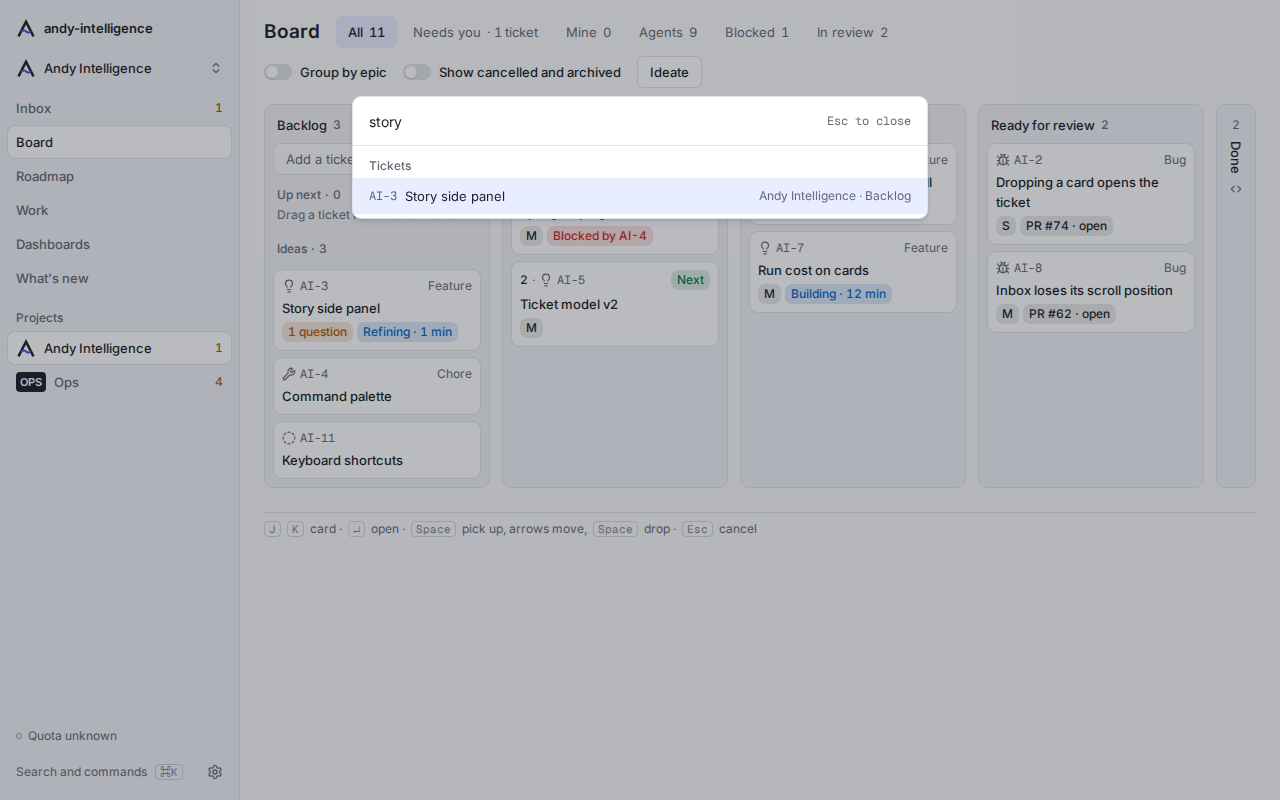 andy-intelligence
Andy Intelligence
Inbox 1
Board
Roadmap
Work
Dashboards
What's new
Projects
Andy Intelligence 1
OPS Ops 4
Quota unknown
Search and commands ⌘K
Board All 11 Needs you · 1 ticket Mine 0 Agents 9 Blocked 1 In review 2
Group by epic Show cancelled and archived Ideate
story Esc to close
Tickets
AI-3 Story side panel Andy Intelligence · Backlog
Backlog 3
Add a ticke
Up next · 0
Drag a ticket
Ideas · 3
AI-3 Feature
Story side panel
1 question Refining · 1 min
AI-4 Chore
Command palette
AI-11
Keyboard shortcuts
M Blocked by AI-4
2 · AI-5 Next
Ticket model v2
M
AI-7 Feature
Run cost on cards
M Building · 12 min
Ready for review 2
AI-2 Bug
Dropping a card opens the
ticket
S PR #74 · open
AI-8 Bug
Inbox loses its scroll position
M PR #62 · open
2
Done
J K card · ↵ open · Space pick up, arrows move, Space drop · Esc cancel